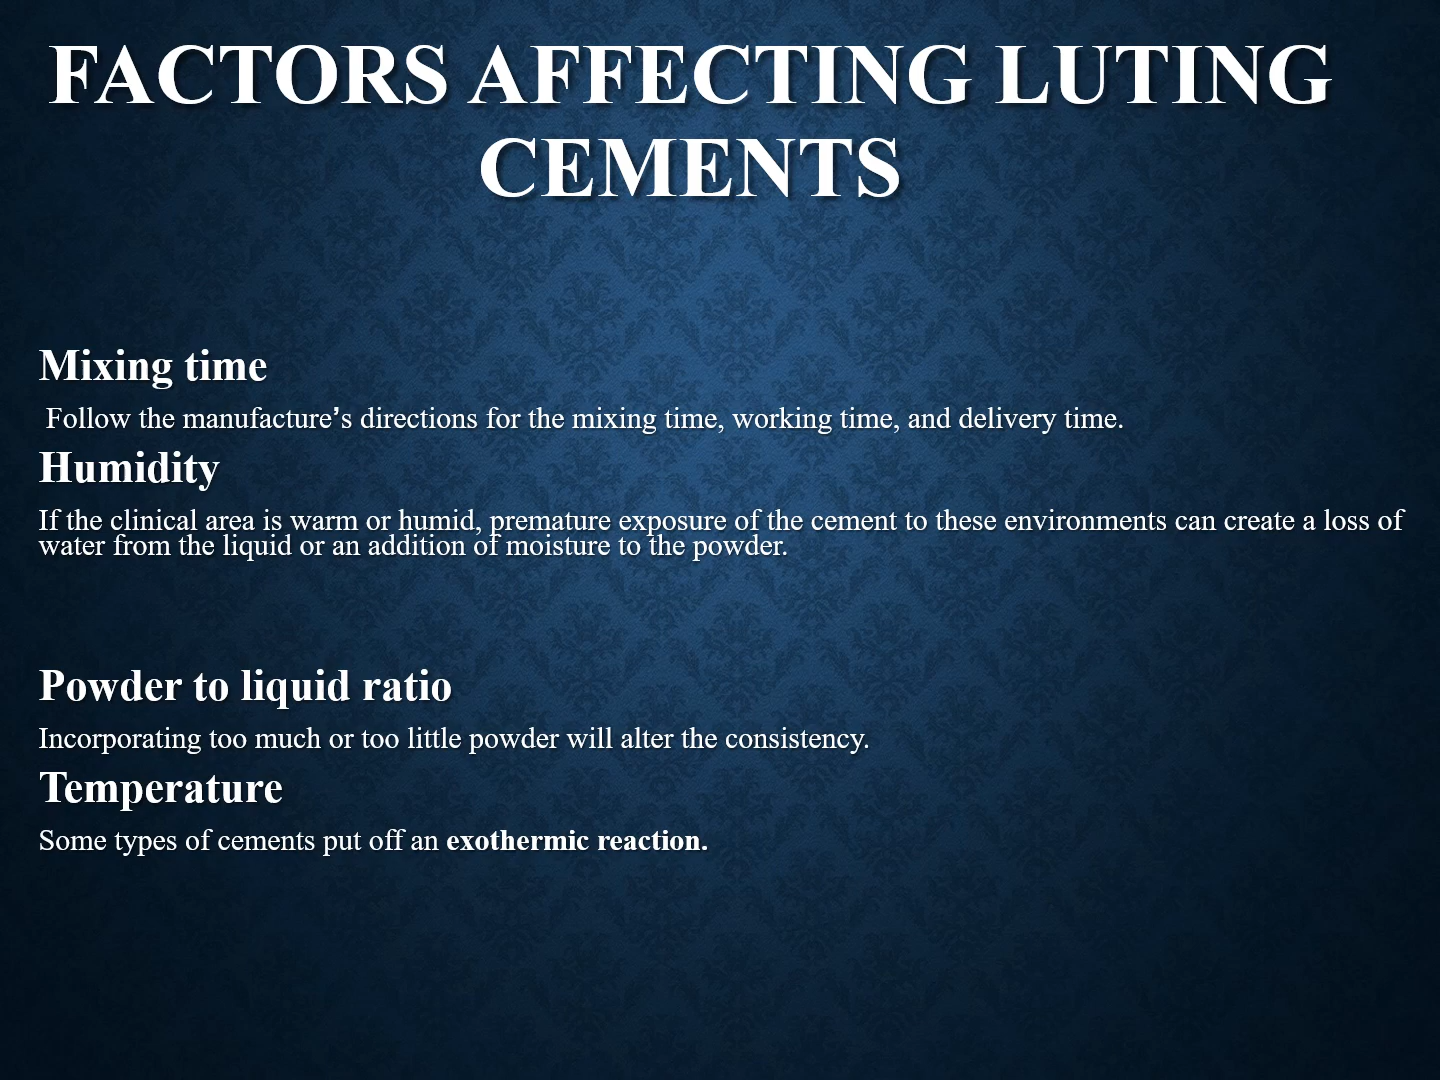 FACTORS AFFECTING LUTING
CEMENTS
Mixing time
Follow the manufacture’s directions for the mixing time, working time, and delivery time.
Humidity
If the clinical area is warm or humid, premature exposure of the cement to these environments can create a loss of
water from the liquid or an addition of moisture to the powder.
Powder to liquid ratio
Incorporating too much or too little powder will alter the consistency.
Temperature
Some types of cements put off an exothermic reaction.